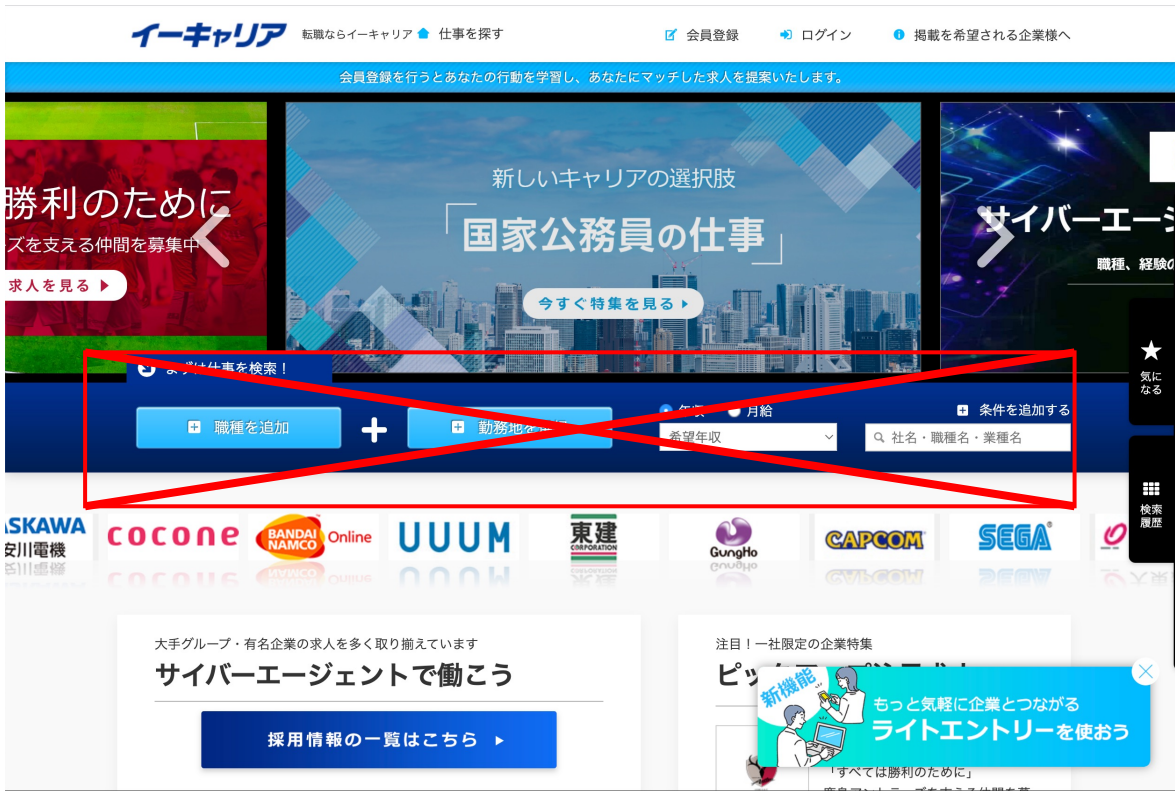 イーキャリア 転職ならイーキャリア 仕事を探す 会員登録 ログイン 掲載を希望される企業様へ
会員登録を行うとあなたの行動を学習し、あなたにマッチした求人を提案いたします。
勝利のために
ズを支える仲間を募集中
求人を見る
新しいキャリアの選択肢
「国家公務員の仕事」
今すぐ特集を見る
サイバーエージ
職種、経験の
気に
なる
検索
履歴
まずは仕事を検索！
職種を追加 + 勤務地を
年収 月給
希望年収
条件を追加する
社名・職種名・業種名
ASKAWA
安川電機
cocone
BANDAI
NAMCO Online
UUUM
東建
CORPORATION
GungHo
CAPCOM
SEGA
大手グループ・有名企業の求人を多く取り揃えています
サイバーエージェントで働こう
採用情報の一覧はこちら
注目！一社限定の企業特集
新機能
もっと気軽に企業とつながる
ライトエントリーを使おう
「すべては勝利のために」